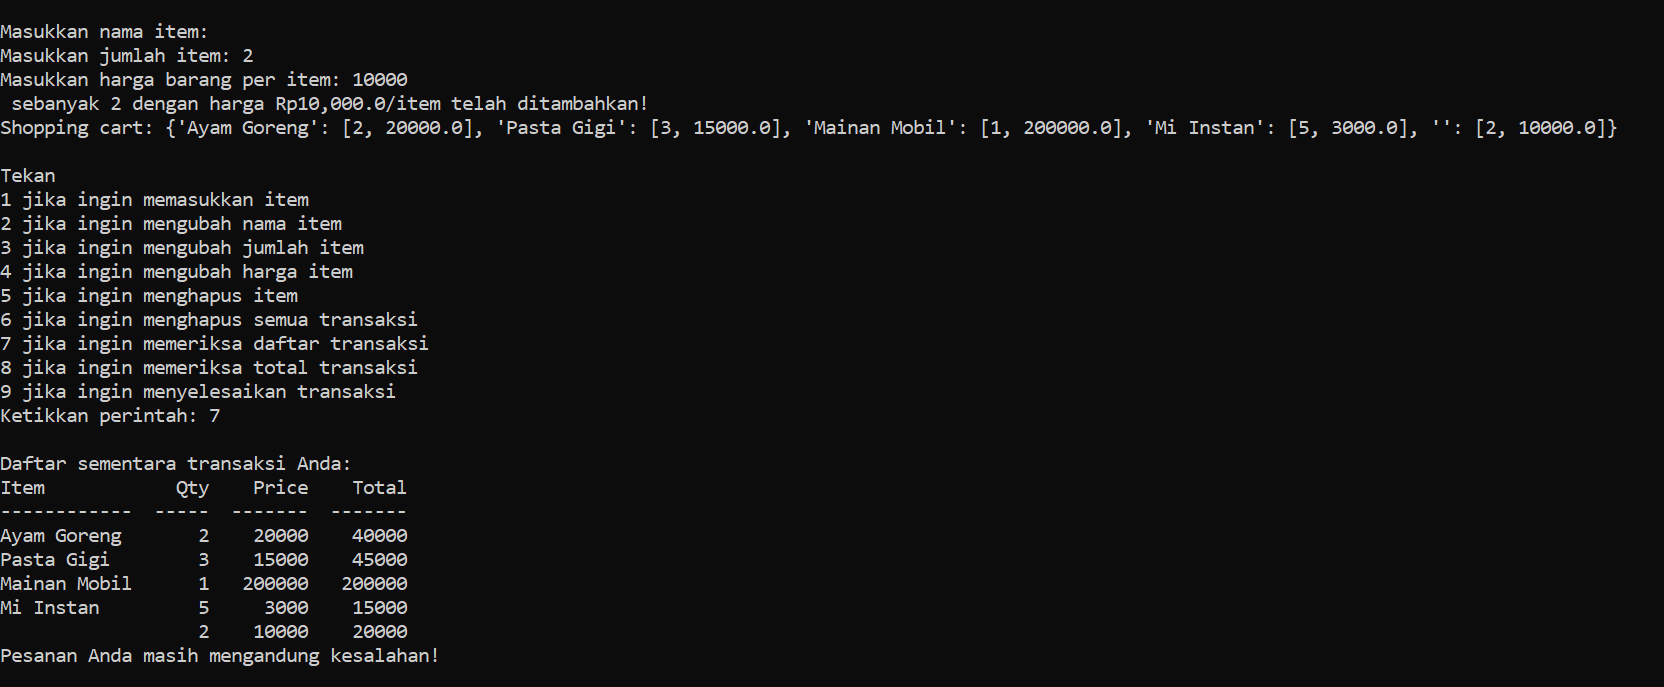 Masukkan nama item:
Masukkan jumlah item: 2
Masukkan harga barang per item: 10000
 sebanyak 2 dengan harga Rp10,000.0/item telah ditambahkan!
Shopping cart: {'Ayam Goreng': [2, 20000.0], 'Pasta Gigi': [3, 15000.0], 'Mainan Mobil': [1, 200000.0], 'Mi Instan': [5, 3000.0], '': [2, 10000.0]}

Tekan
1 jika ingin memasukkan item
2 jika ingin mengubah nama item
3 jika ingin mengubah jumlah item
4 jika ingin mengubah harga item
5 jika ingin menghapus item
6 jika ingin menghapus semua transaksi
7 jika ingin memeriksa daftar transaksi
8 jika ingin memeriksa total transaksi
9 jika ingin menyelesaikan transaksi
Ketikkan perintah: 7

Daftar sementara transaksi Anda:
Item            Qty    Price    Total
------------  -----  -------  -------
Ayam Goreng       2    20000    40000
Pasta Gigi        3    15000    45000
Mainan Mobil      1   200000   200000
Mi Instan         5     3000    15000
                  2    10000    20000
Pesanan Anda masih mengandung kesalahan!